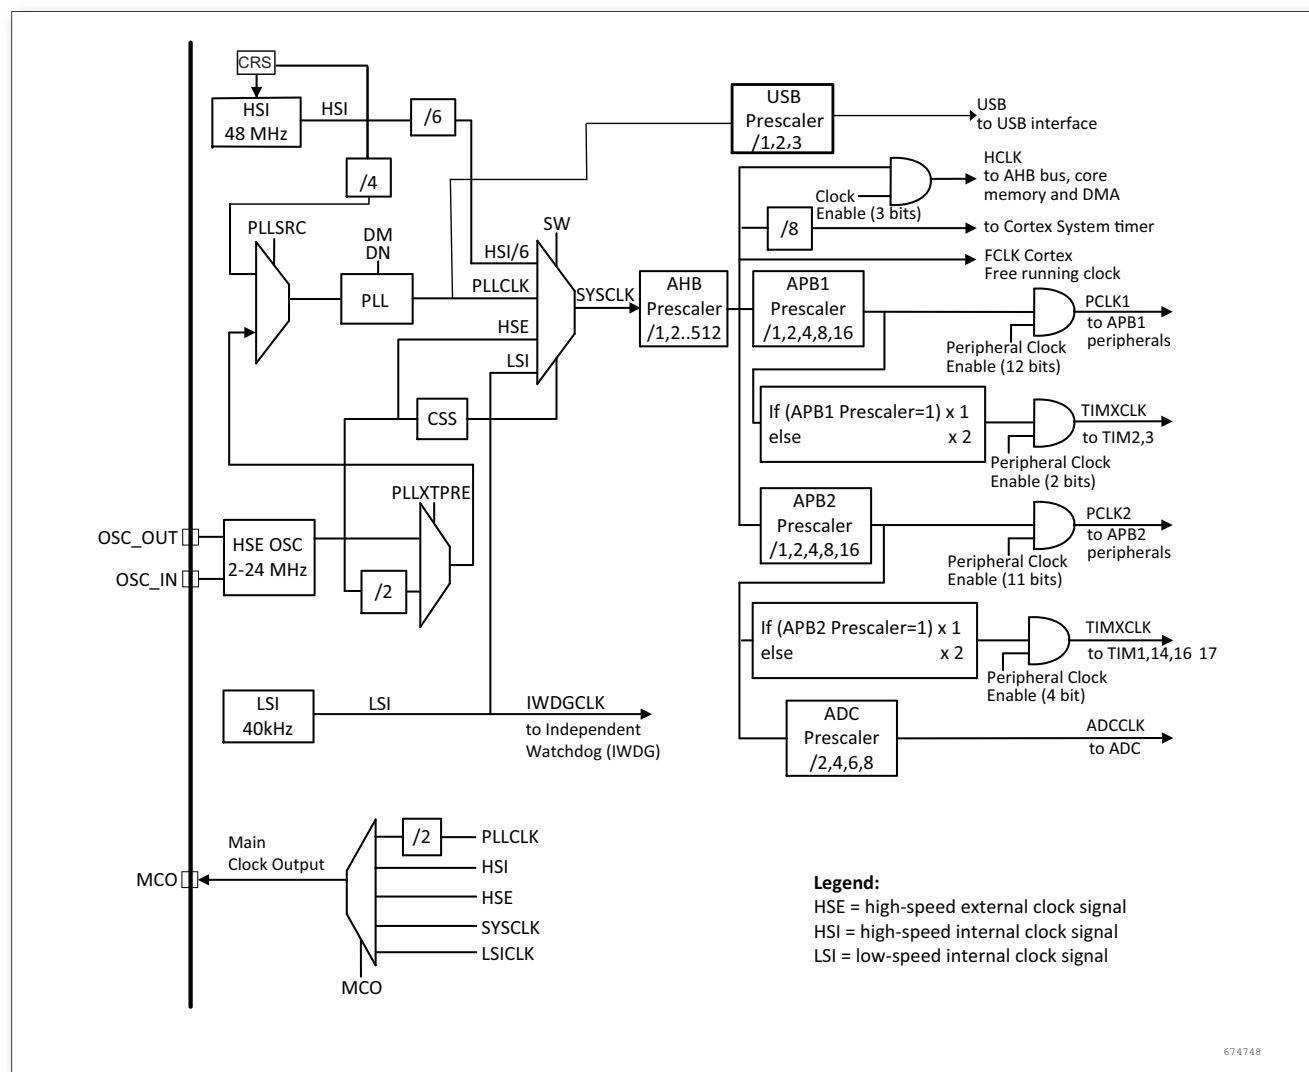 CRS
HSI
48 MHz
HSI
/6
/4
USB
Prescaler
/1,2,3
USB
to USB interface
HCLK
to AHB bus, core
memory and DMA
Clock
Enable (3 bits)
/8
to Cortex System timer
FCLK Cortex
Free running clock
PLLSRC
DM
DN
PLL
SW
HSI/6
PLLCLK
HSE
LSI
SYSCLK
AHB
Prescaler
/1,2..512
APB1
Prescaler
/1,2,4,8,16
PCLK1
to APB1
peripherals
Peripheral Clock
Enable (12 bits)
CSS
If (APB1 Prescaler=1) x 1
else x 2
TIMXCLK
to TIM2,3
Peripheral Clock
Enable (2 bits)
PLLXTPRE
OSC_OUT
OSC_IN
HSE OSC
2-24 MHz
/2
APB2
Prescaler
/1,2,4,8,16
PCLK2
to APB2
peripherals
Peripheral Clock
Enable (11 bits)
If (APB2 Prescaler=1) x 1
else x 2
TIMXCLK
to TIM1,14,16 17
Peripheral Clock
Enable (4 bit)
LSI
40kHz
LSI
IWDGCLK
to Independent
Watchdog (IWDG)
ADC
Prescaler
/2,4,6,8
ADCCLK
to ADC
Main
Clock Output
MCO
/2
PLLCLK
HSI
HSE
SYSCLK
LSICLK
MCO
Legend:
HSE = high-speed external clock signal
HSI = high-speed internal clock signal
LSI = low-speed internal clock signal
674748